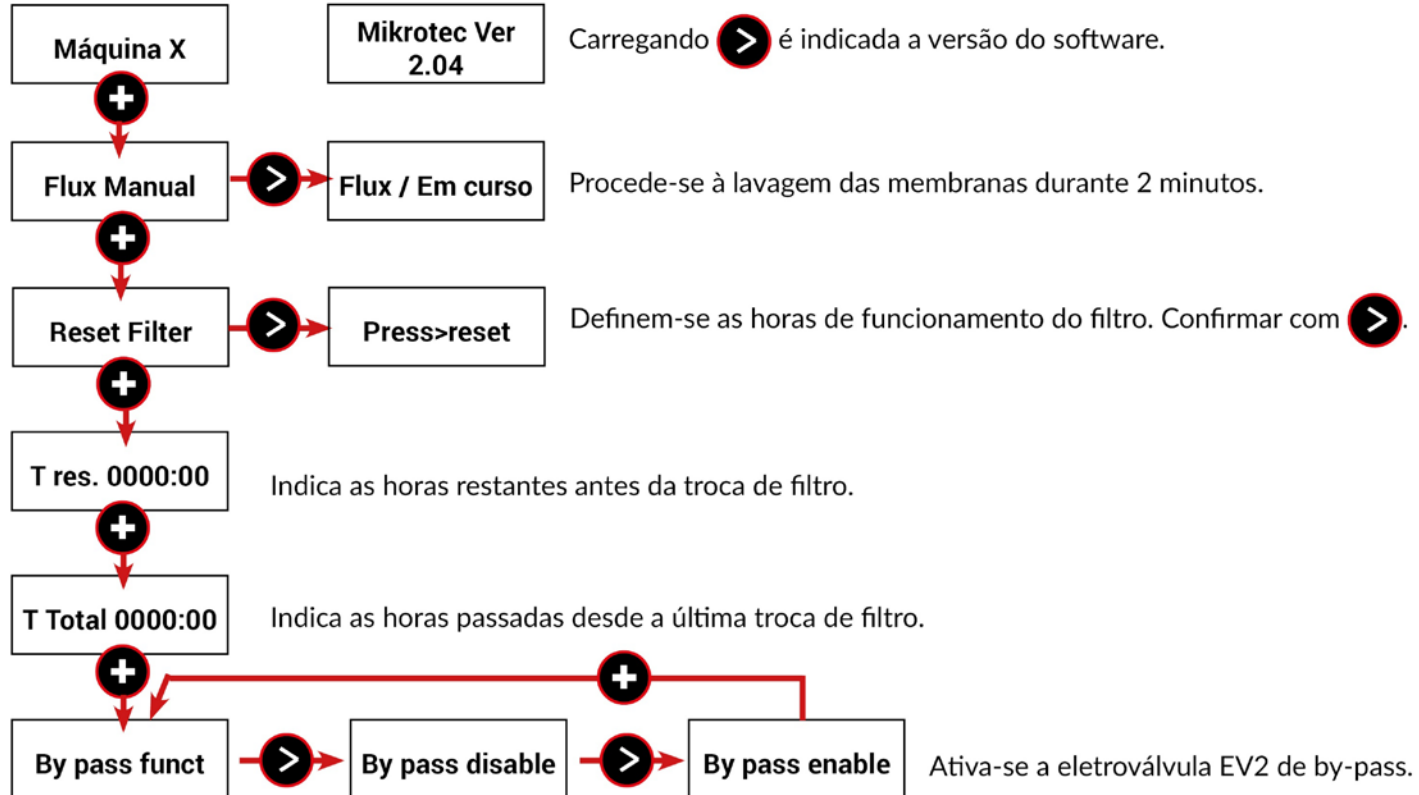 Máquina X
Mikrotec Ver
2.04
Carregando > é indicada a versão do software.
+
Flux Manual
>
Flux / Em curso
Procede-se à lavagem das membranas durante 2 minutos.
+
Reset Filter
>
Press>reset
Definem-se as horas de funcionamento do filtro. Confirmar com >.
+
T res. 0000:00
Indica as horas restantes antes da troca de filtro.
+
T Total 0000:00
Indica as horas passadas desde a última troca de filtro.
+
+
By pass funct
>
By pass disable
>
By pass enable
Ativa-se a eletroválvula EV2 de by-pass.